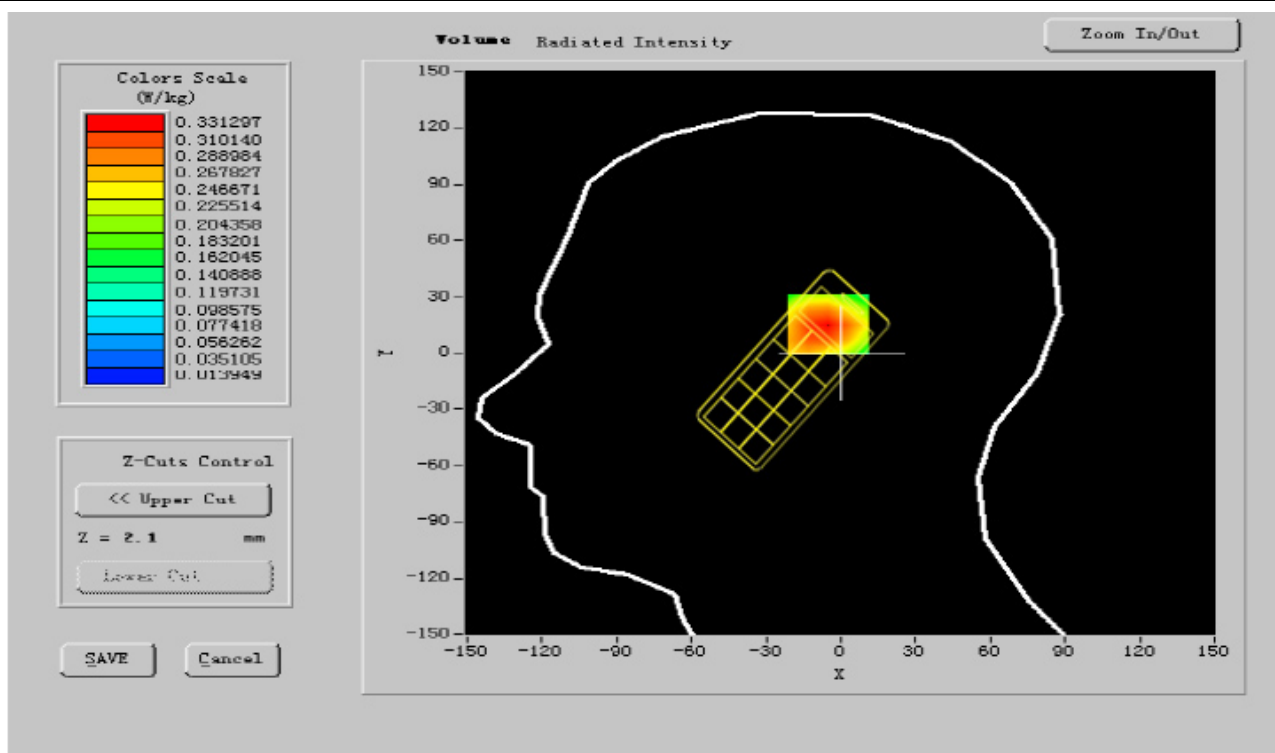 Volume Radiated Intensity
Zoom In/Out
Colors Scale
(W/kg)
0.331297
0.310140
0.288984
0.267827
0.246671
0.225514
0.204358
0.183201
0.162045
0.140888
0.119731
0.098575
0.077418
0.056262
0.035105
0.013949
Z-Cuts Control
<< Upper Cut
Z = 2.1 mm
Lower Cut
SAVE
Cancel
150
120
90
60
30
0
-30
-60
-90
-120
-150
Y
-150 -120 -90 -60 -30 0 30 60 90 120 150
X